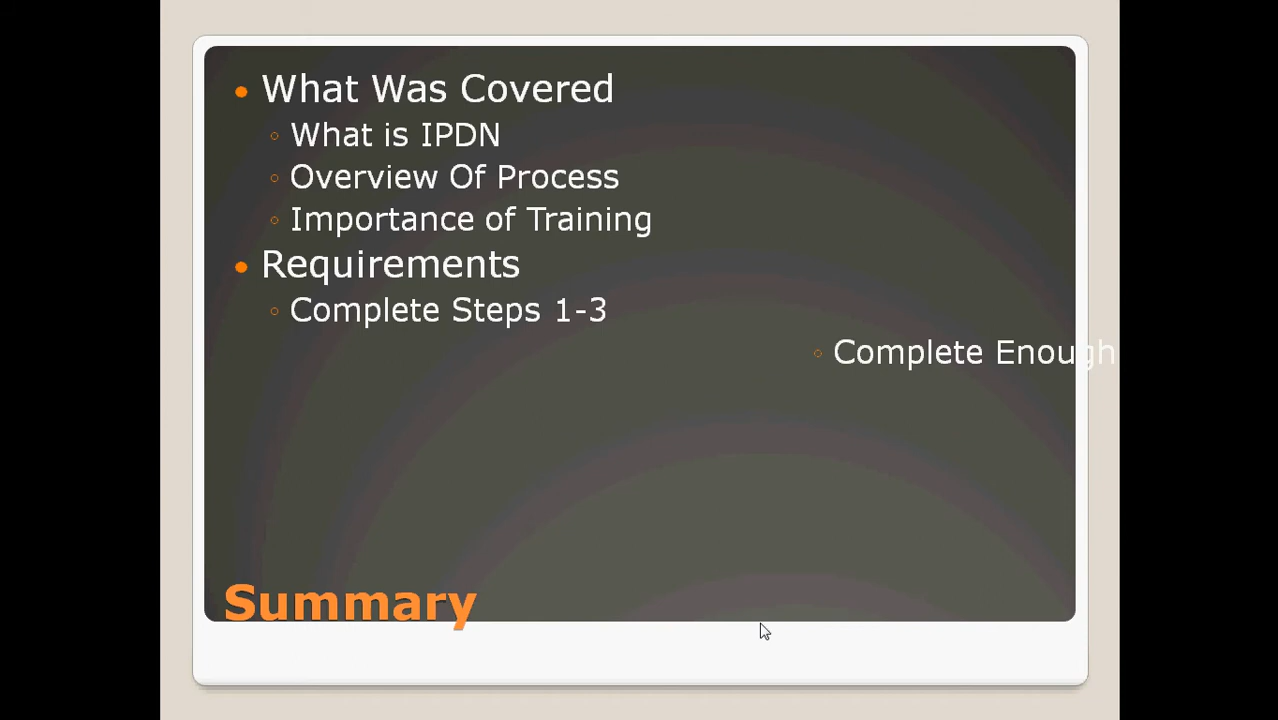 What Was Covered
What is IPDN
Overview Of Process
Importance of Training
Requirements
Complete Steps 1-3
Complete Enough
Summary